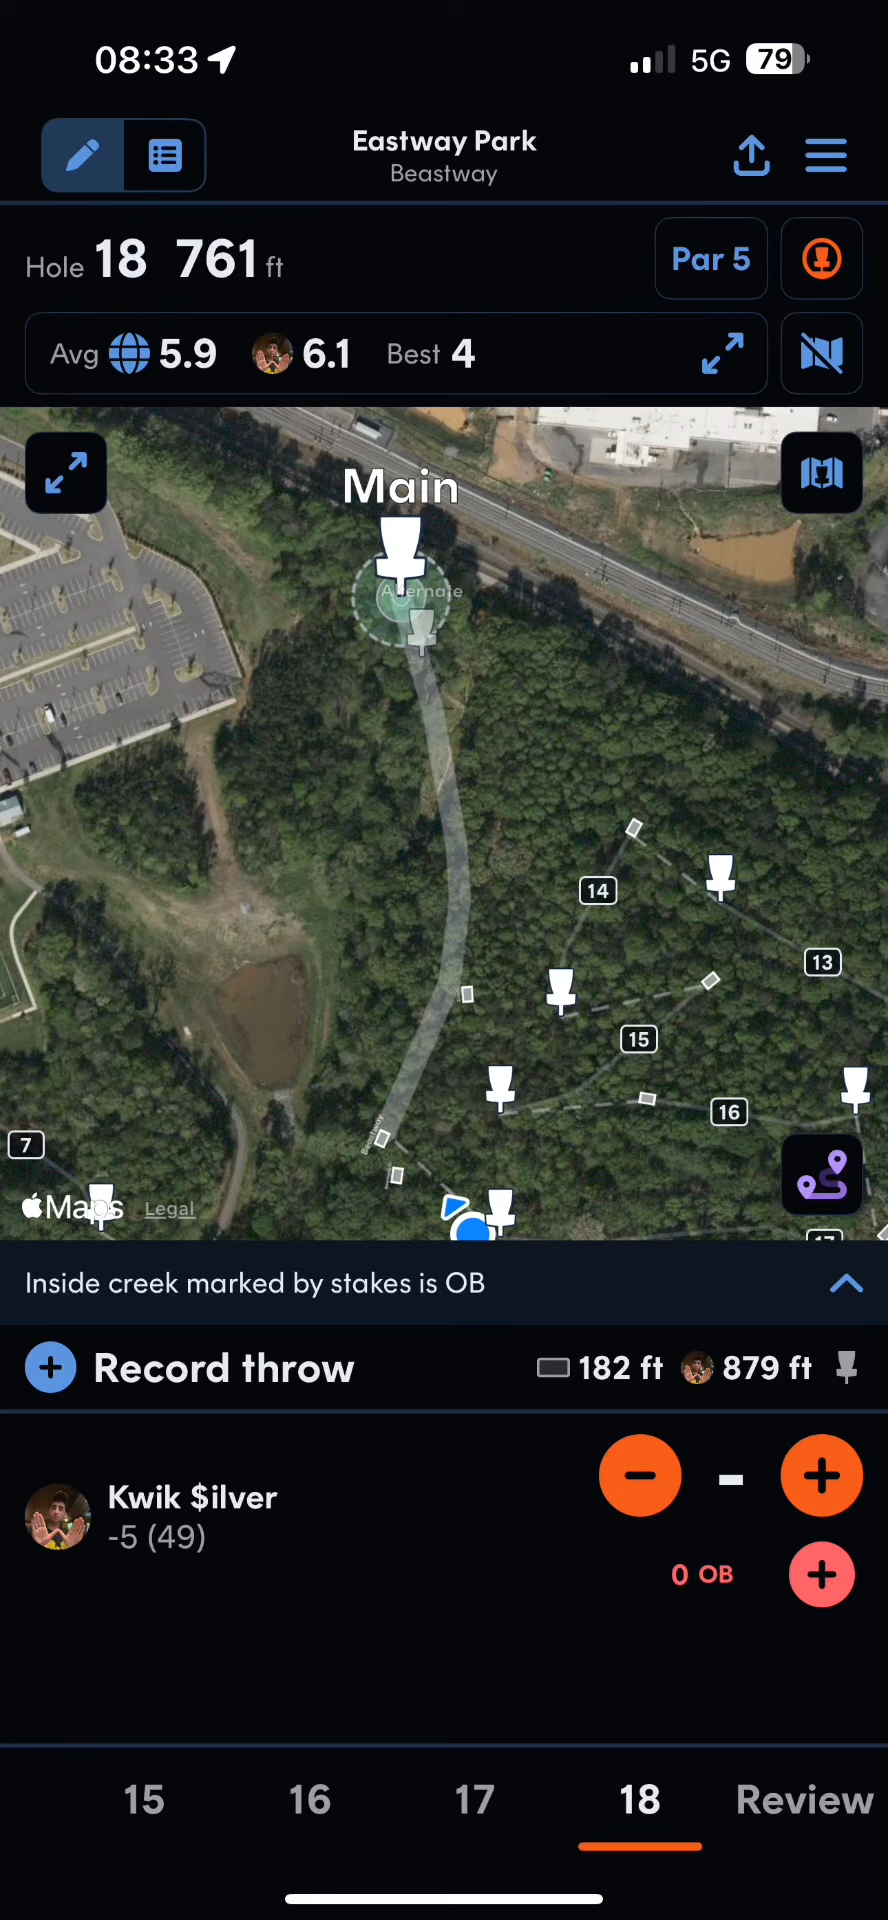 08:33 5G 79
Eastway Park
Beastway
Hole 18 761 ft Par 5
Avg 5.9 6.1 Best 4
Main
Alternate
14
13
15
16
Beastway
7
Maps Legal
17
Inside creek marked by stakes is OB
Record throw 182 ft 879 ft
Kwik $ilver
-5 (49)
-
0 OB
15 16 17 18 Review